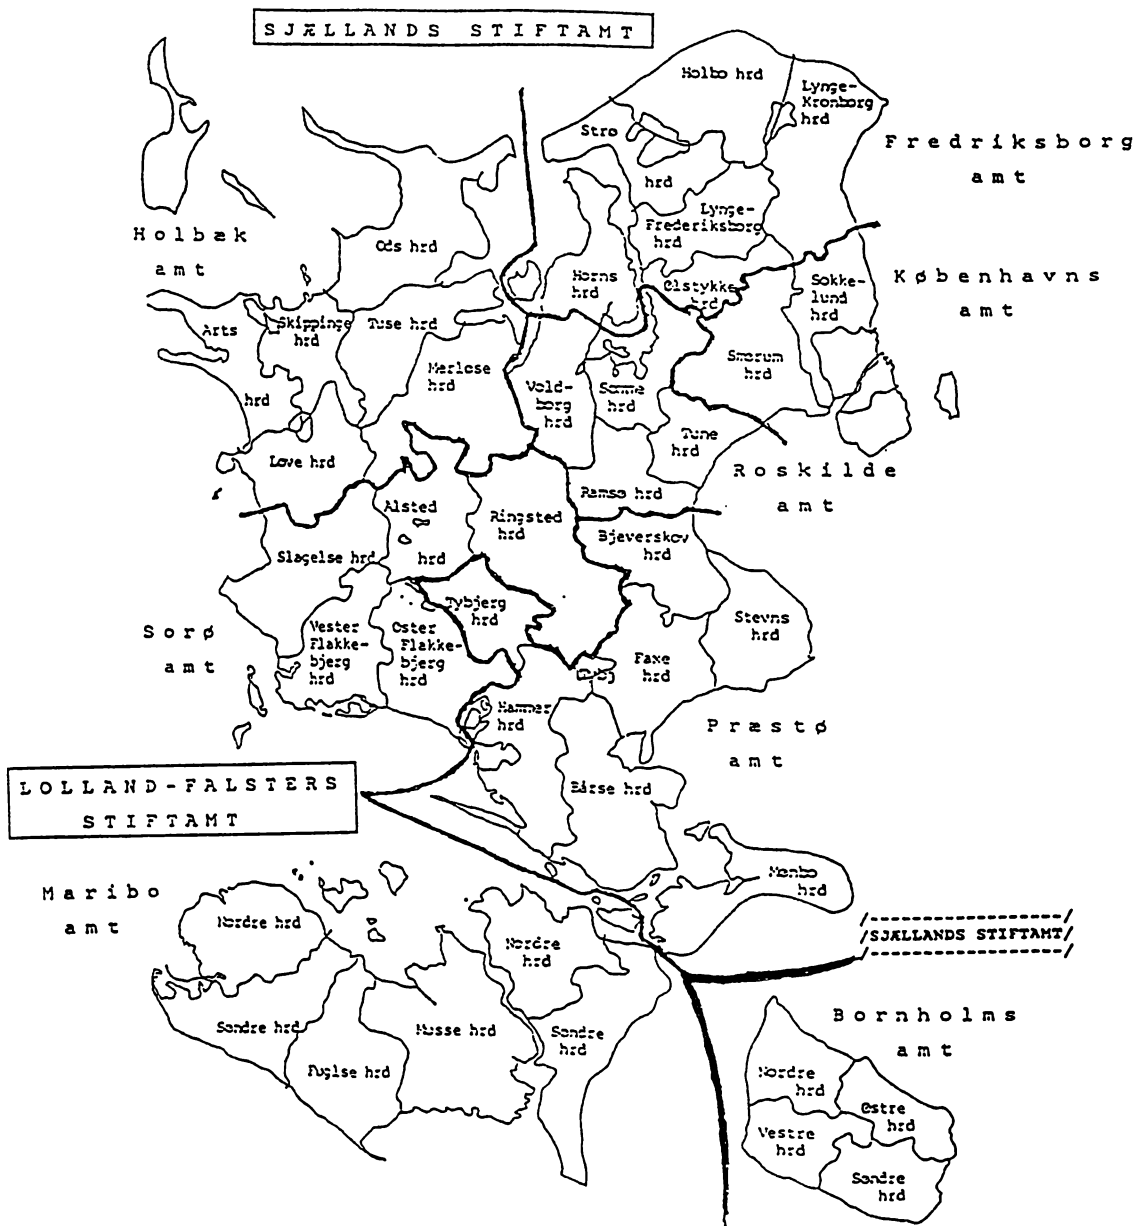 SJÆLLANDS STIFTAMT
Holbo hrd
Lynge-
Kronborg
hrd
Strø
hrd
Fredriksborg
amt
Lynge-
Frederiksborg
hrd
Holbæk
amt
Ods hrd
Horns
hrd
Ølstykke
hrd
Sokke-
lund
hrd
Københavns
amt
Arts
hrd
Skippinge
hrd
Tuse hrd
Merløse
hrd
Vold-
borg
hrd
Sømme
hrd
Smørum
hrd
Tune
hrd
Løve hrd
Roskilde
amt
Ramsø hrd
Alsted
hrd
Ringsted
hrd
Bjeverskov
hrd
Slagelse hrd
Tybjerg
hrd
Stevns
hrd
Sorø
amt
Vester
Flakke-
bjerg
hrd
Øster
Flakke-
bjerg
hrd
Faxe
hrd
Hammer
hrd
Præstø
amt
LOLLAND-FALSTERS
STIFTAMT
Bårse hrd
Mønbo
hrd
Maribo
amt
Nordre hrd
Nordre
hrd
/-------------------/
/SJÆLLANDS STIFTAMT/
/-------------------/
Søndre hrd
Musse hrd
Søndre
hrd
Fuglse hrd
Bornholms
amt
Nordre
hrd
Østre
hrd
Vestre
hrd
Søndre
hrd